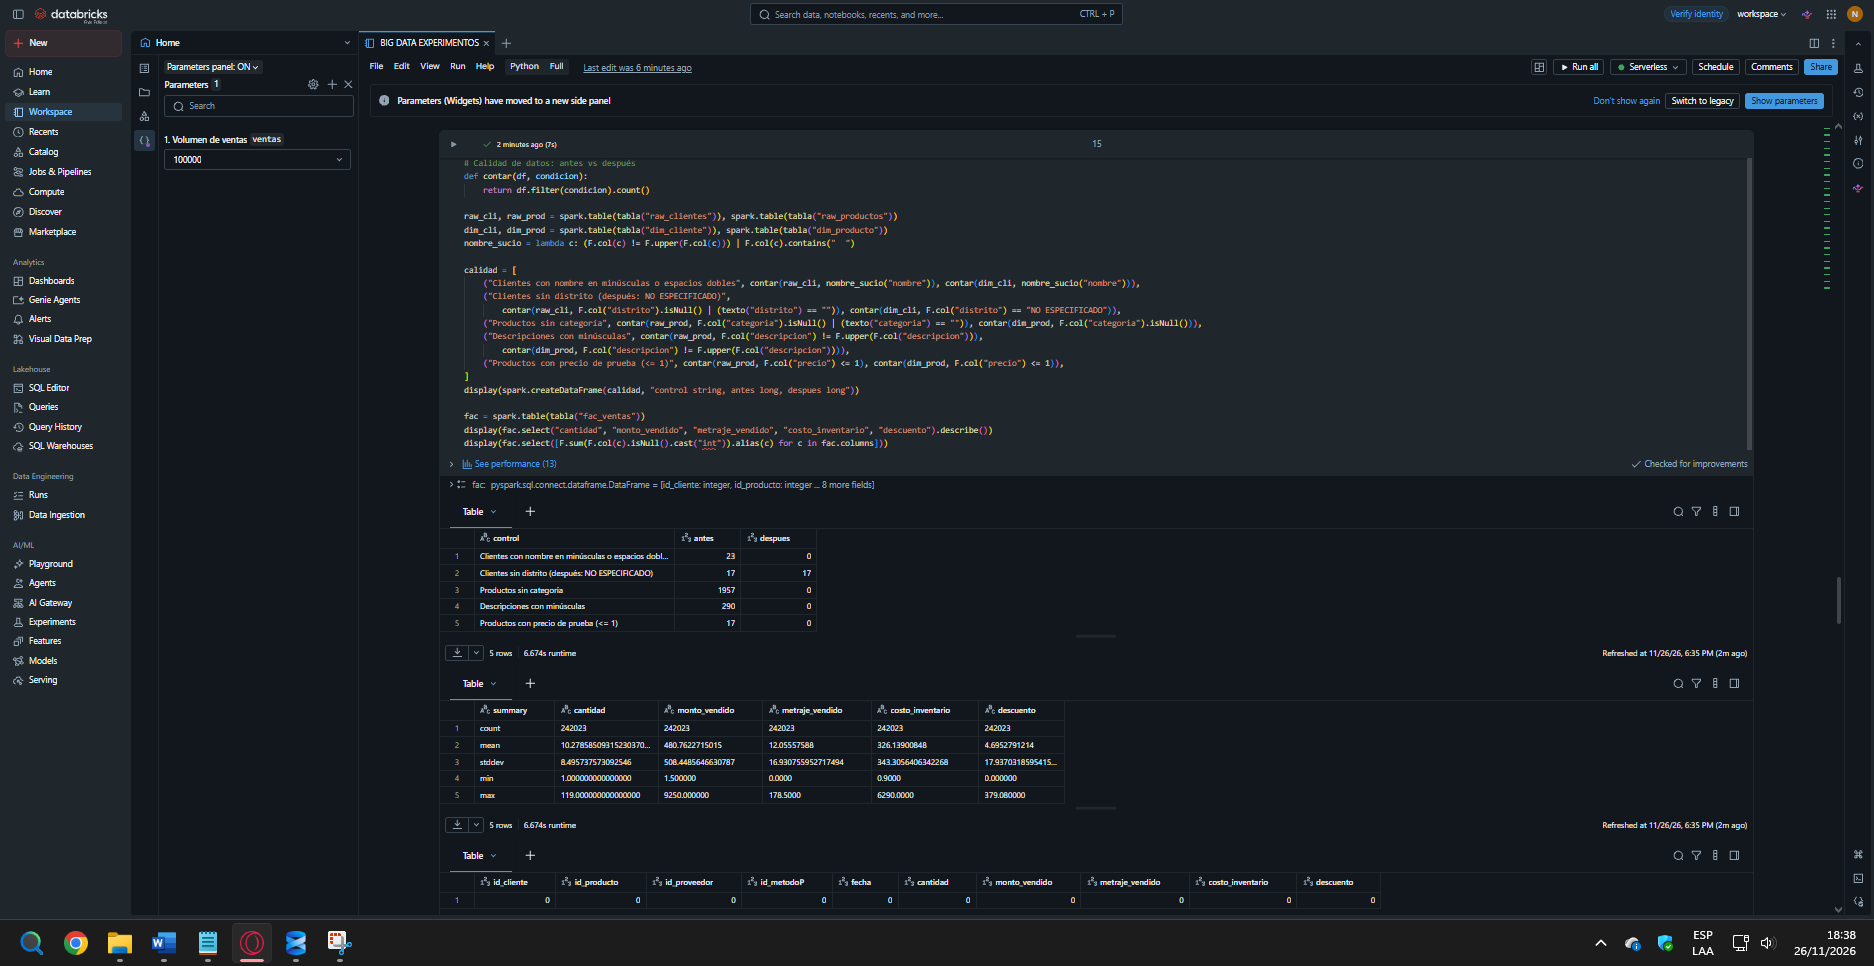 databricks
Free Edition
Search data, notebooks, recents, and more...
CTRL + P
Verify identity
workspace
N
New
Home
Learn
Workspace
Recents
Catalog
Jobs & Pipelines
Compute
Discover
Marketplace
Analytics
Dashboards
Genie Agents
Alerts
Visual Data Prep
Lakehouse
SQL Editor
Queries
Query History
SQL Warehouses
Data Engineering
Runs
Data Ingestion
AI/ML
Playground
Agents
AI Gateway
Experiments
Features
Models
Serving
Home
Parameters panel: ON
Parameters 1
Search
1. Volumen de ventas ventas
100000
BIG DATA EXPERIMENTOS
File Edit View Run Help Python Full Last edit was 6 minutes ago
Run all Serverless Schedule Comments Share
Parameters (Widgets) have moved to a new side panel
Don't show again Switch to legacy Show parameters
2 minutes ago (7s)
15
# Calidad de datos: antes vs después
def contar(df, condicion):
return df.filter(condicion).count()
raw_cli, raw_prod = spark.table(tabla("raw_clientes")), spark.table(tabla("raw_productos"))
dim_cli, dim_prod = spark.table(tabla("dim_cliente")), spark.table(tabla("dim_producto"))
nombre_sucio = lambda c: (F.col(c) != F.upper(F.col(c))) | F.col(c).contains("  ")
calidad = [
("Clientes con nombre en minúsculas o espacios dobles", contar(raw_cli, nombre_sucio("nombre")), contar(dim_cli, nombre_sucio("nombre"))),
("Clientes sin distrito (después: NO ESPECIFICADO)",
contar(raw_cli, F.col("distrito").isNull() | (texto("distrito") == "")), contar(dim_cli, F.col("distrito") == "NO ESPECIFICADO")),
("Productos sin categoría", contar(raw_prod, F.col("categoria").isNull() | (texto("categoria") == "")), contar(dim_prod, F.col("categoria").isNull())),
("Descripciones con minúsculas", contar(raw_prod, F.col("descripcion") != F.upper(F.col("descripcion"))),
contar(dim_prod, F.col("descripcion") != F.upper(F.col("descripcion")))),
("Productos con precio de prueba (<= 1)", contar(raw_prod, F.col("precio") <= 1), contar(dim_prod, F.col("precio") <= 1)),
]
display(spark.createDataFrame(calidad, "control string, antes long, despues long"))
fac = spark.table(tabla("fac_ventas"))
display(fac.select("cantidad", "monto_vendido", "metraje_vendido", "costo_inventario", "descuento").describe())
display(fac.select([F.sum(F.col(c).isNull().cast("int")).alias(c) for c in fac.columns]))
See performance (13)
Checked for improvements
fac: pyspark.sql.connect.dataframe.DataFrame = [id_cliente: integer, id_producto: integer ... 8 more fields]
Table
control antes despues
1 Clientes con nombre en minúsculas o espacios dobl... 23 0
2 Clientes sin distrito (después: NO ESPECIFICADO) 17 17
3 Productos sin categoría 1957 0
4 Descripciones con minúsculas 290 0
5 Productos con precio de prueba (<= 1) 17 0
5 rows 6.674s runtime
Refreshed at 11/26/26, 6:35 PM (2m ago)
Table
summary cantidad monto_vendido metraje_vendido costo_inventario descuento
1 count 242023 242023 242023 242023 242023
2 mean 10.27858509315230370... 480.7622715015 12.05557588 326.13900848 4.6952791214
3 stddev 8.495737573092546 508.4485646630787 16.930755952717494 343.3056406342268 17.9370318595415...
4 min 1.000000000000000 1.500000 0.0000 0.9000 0.000000
5 max 119.000000000000000 9250.000000 178.5000 6290.0000 379.080000
5 rows 6.674s runtime
Refreshed at 11/26/26, 6:35 PM (2m ago)
Table
id_cliente id_producto id_proveedor id_metodoP fecha cantidad monto_vendido metraje_vendido costo_inventario descuento
1 0 0 0 0 0 0 0 0 0 0
ESP
LAA
18:38
26/11/2026